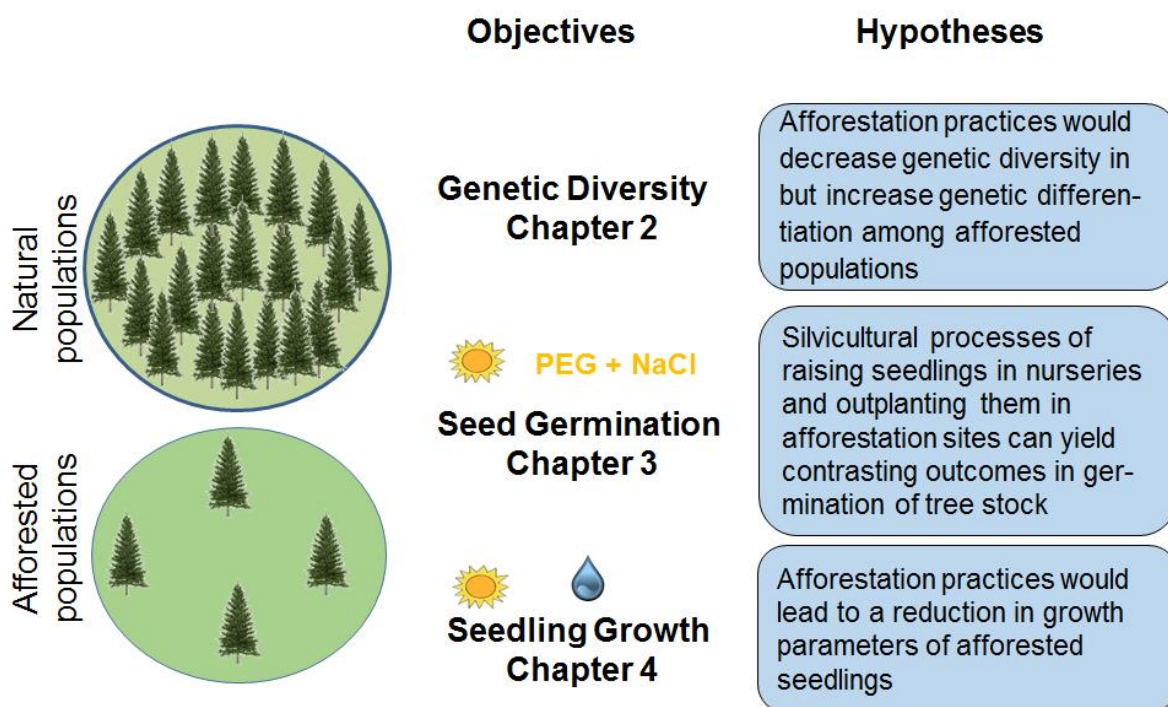 Objectives
Hypotheses
Natural
populations
Genetic Diversity
Chapter 2
Afforestation practices would
decrease genetic diversity in
but increase genetic differen-
tiation among afforested
populations
PEG + NaCl
Seed Germination
Chapter 3
Silvicultural processes of
raising seedlings in nurseries
and outplanting them in
afforestation sites can yield
contrasting outcomes in ger-
mination of tree stock
Afforested
populations
Seedling Growth
Chapter 4
Afforestation practices would
lead to a reduction in growth
parameters of afforested
seedlings